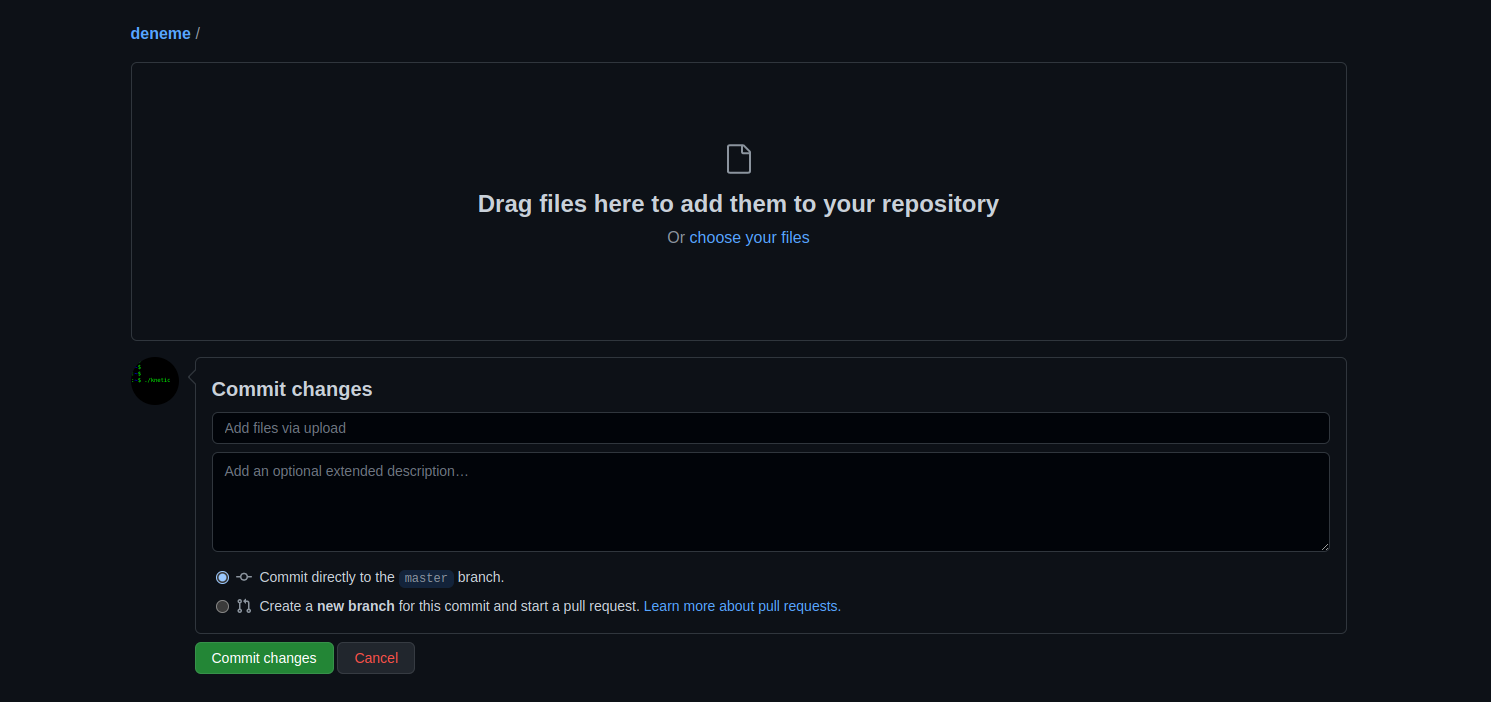 deneme /
Drag files here to add them to your repository
Or choose your files
$
$
:~$ ./knetic
Commit changes
Add files via upload
Add an optional extended description…
Commit directly to the master branch.
Create a new branch for this commit and start a pull request. Learn more about pull requests.
Commit changes Cancel